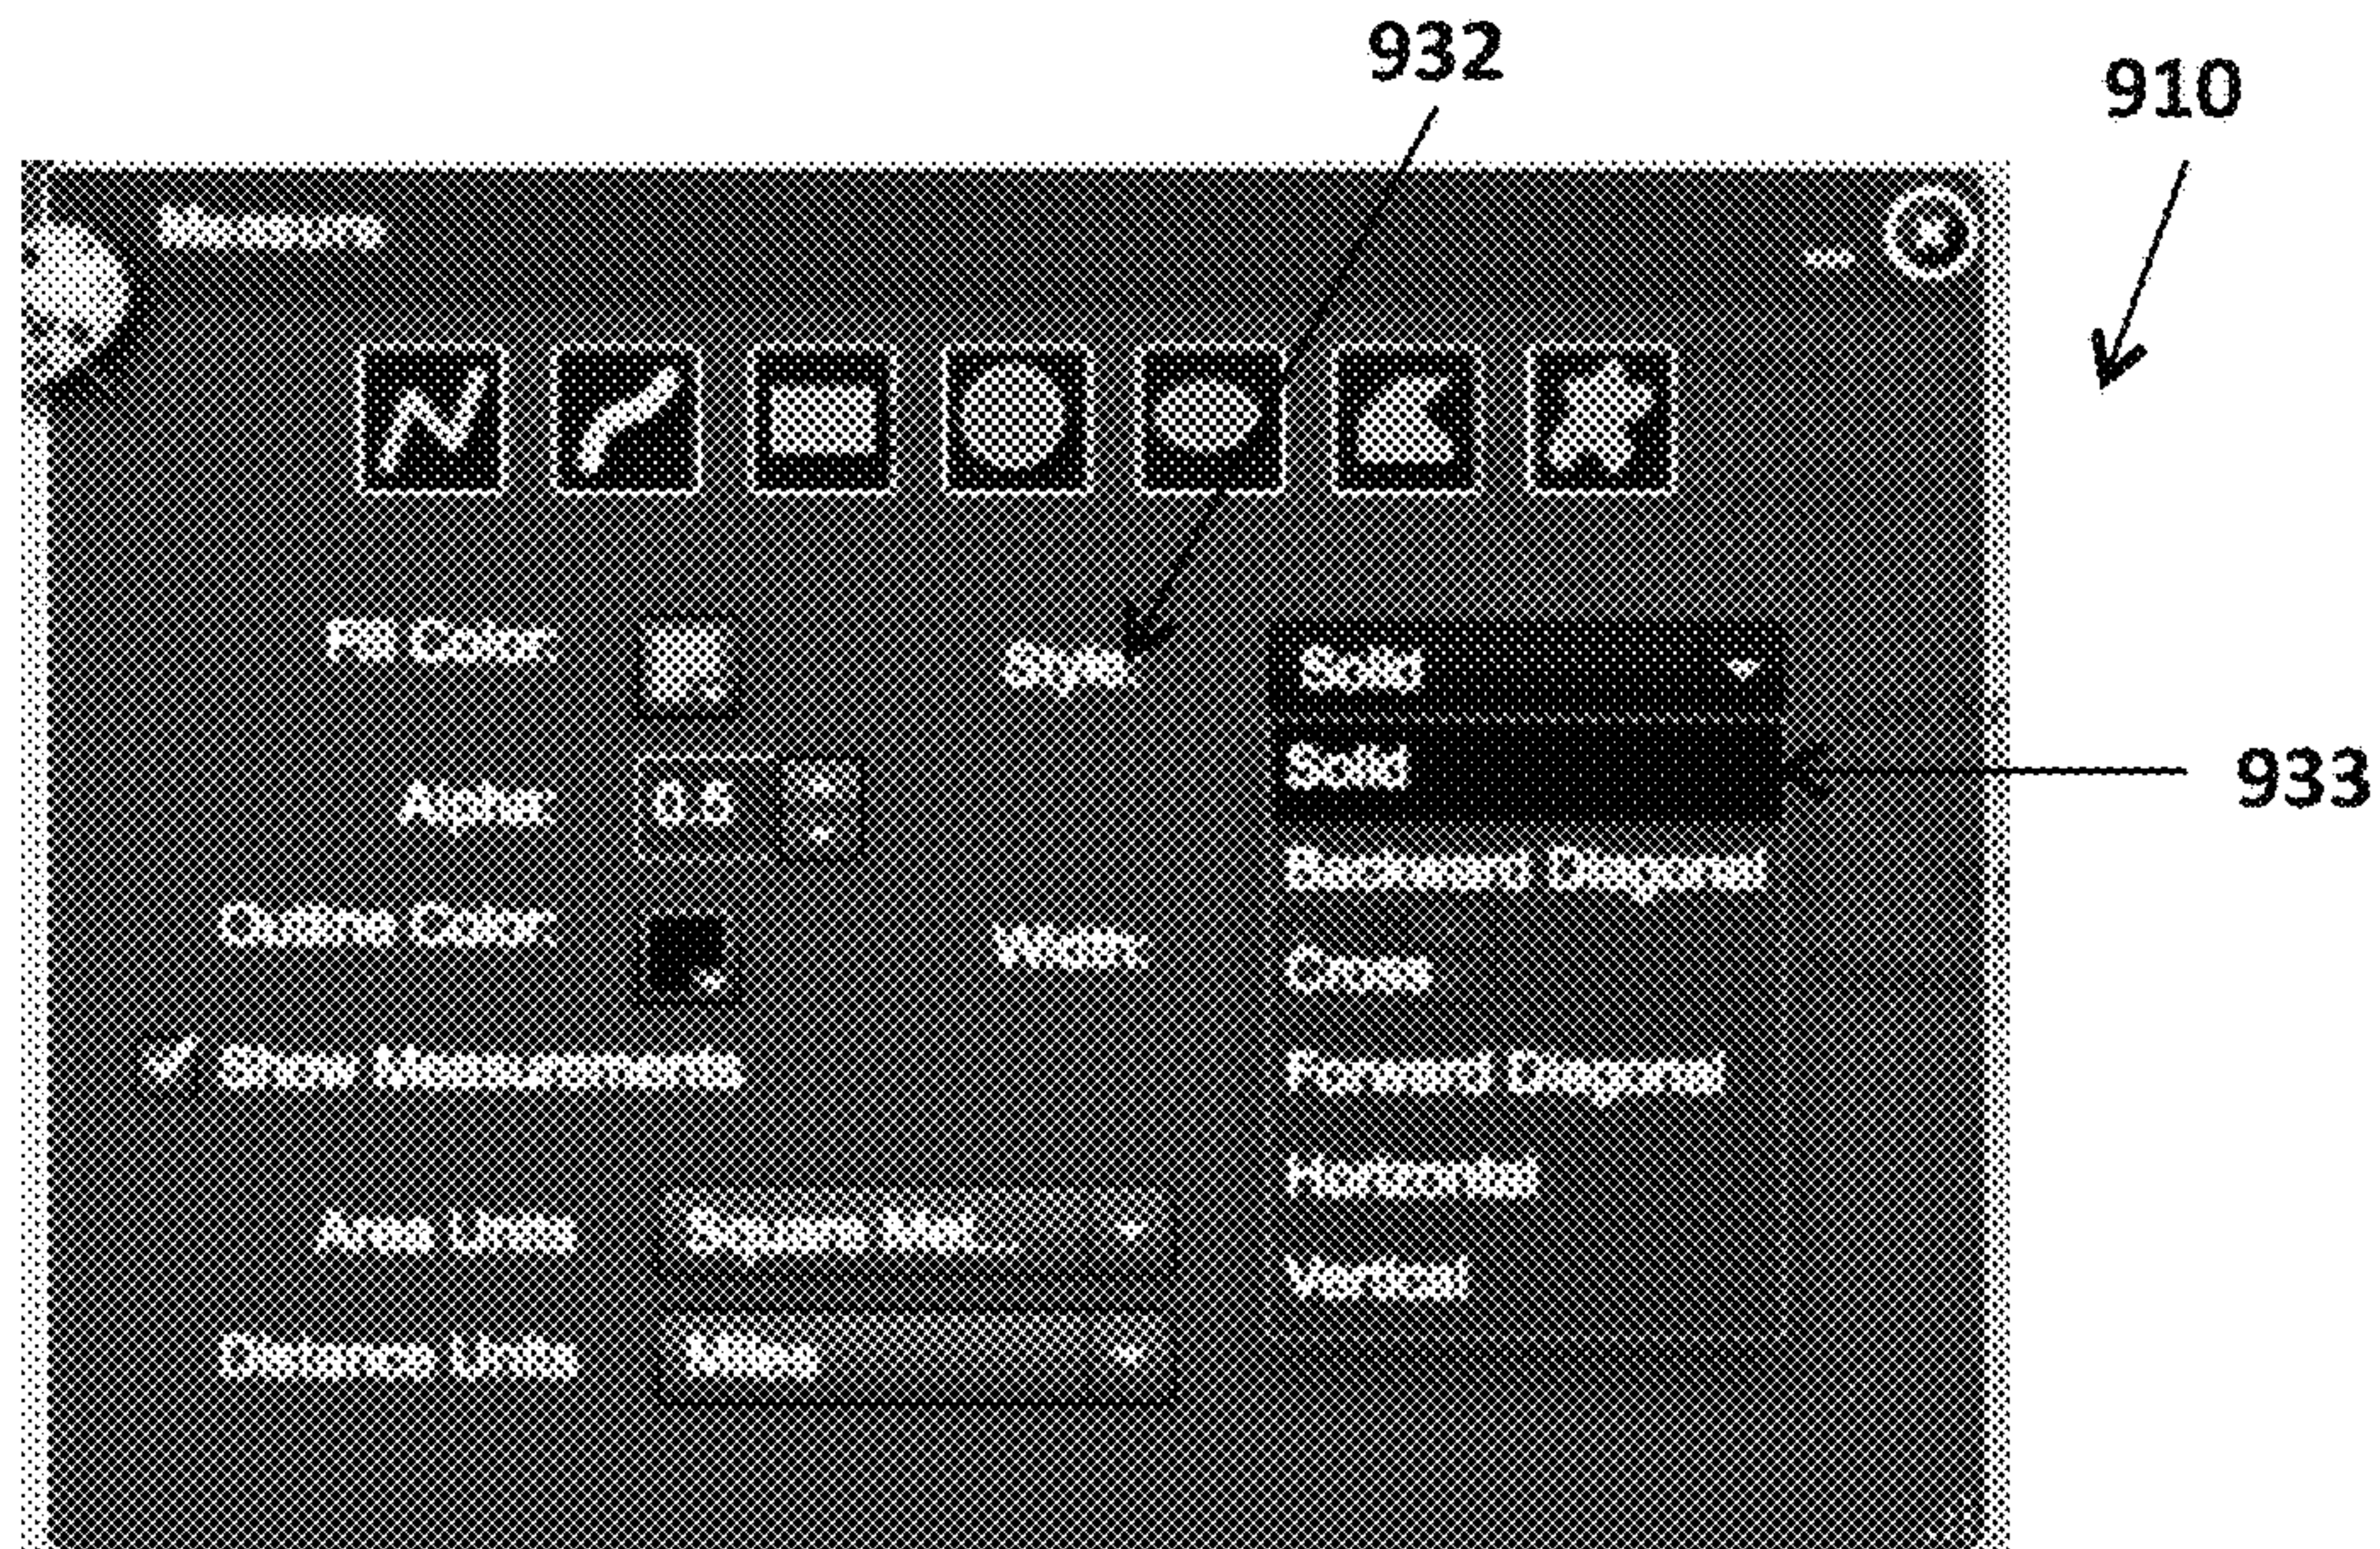 932
910
Measure
Fill Color:
Style:
Solid
Solid
933
Alpha:
0.6
Backward Diagonal
Outline Color:
Width:
Cross
Show Measurements
Forward Diagonal
Horizontal
Area Units
Square Met...
Vertical
Distance Units
Miles